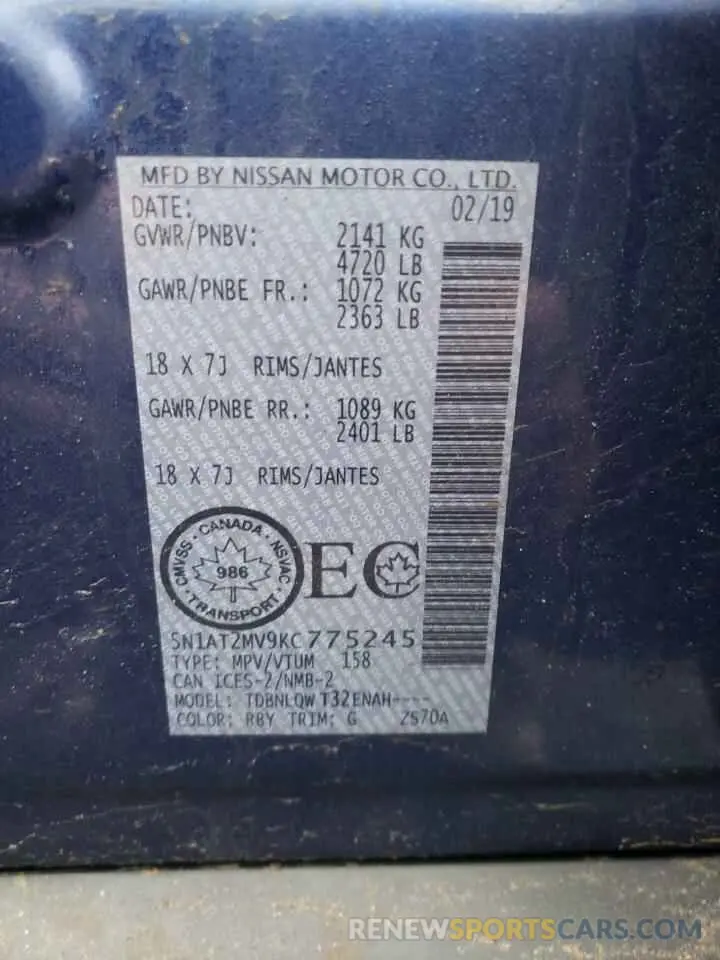 MFD BY NISSAN MOTOR CO., LTD.
DATE: 02/19
GVWR/PNBV: 2141 KG
4720 LB
GAWR/PNBE FR.: 1072 KG
2363 LB
18 X 7J RIMS/JANTES
GAWR/PNBE RR.: 1089 KG
2401 LB
18 X 7J RIMS/JANTES
CANADA · NSVAC · TRANSPORT · CMVSS
986
EC
5N1AT2MV9KC775245
TYPE: MPV/VTUM 158
CAN ICES-2/NMB-2
MODEL: TDBNLQW T32ENAH----
COLOR: RBY TRIM: G ZS70A
RENEWSPORTSCARS.COM